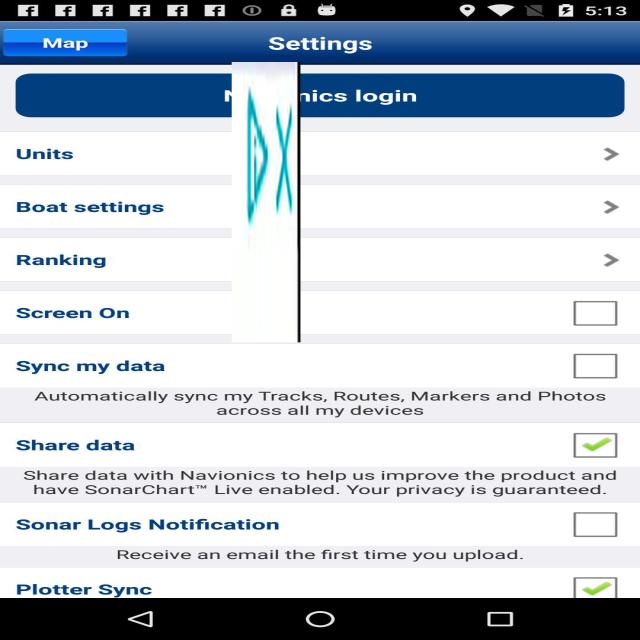 5:13
Map
Settings
login
Units
Boat settings
Ranking
Screen On
Sync my data
Automatically sync my Tracks, Routes, Markers and Photos
across all my devices
Share data
Share data with Navionics to help us improve the product and
have SonarChart™ Live enabled. Your privacy is guaranteed.
Sonar Logs Notification
Receive an email the first time you upload.
Plotter Sync